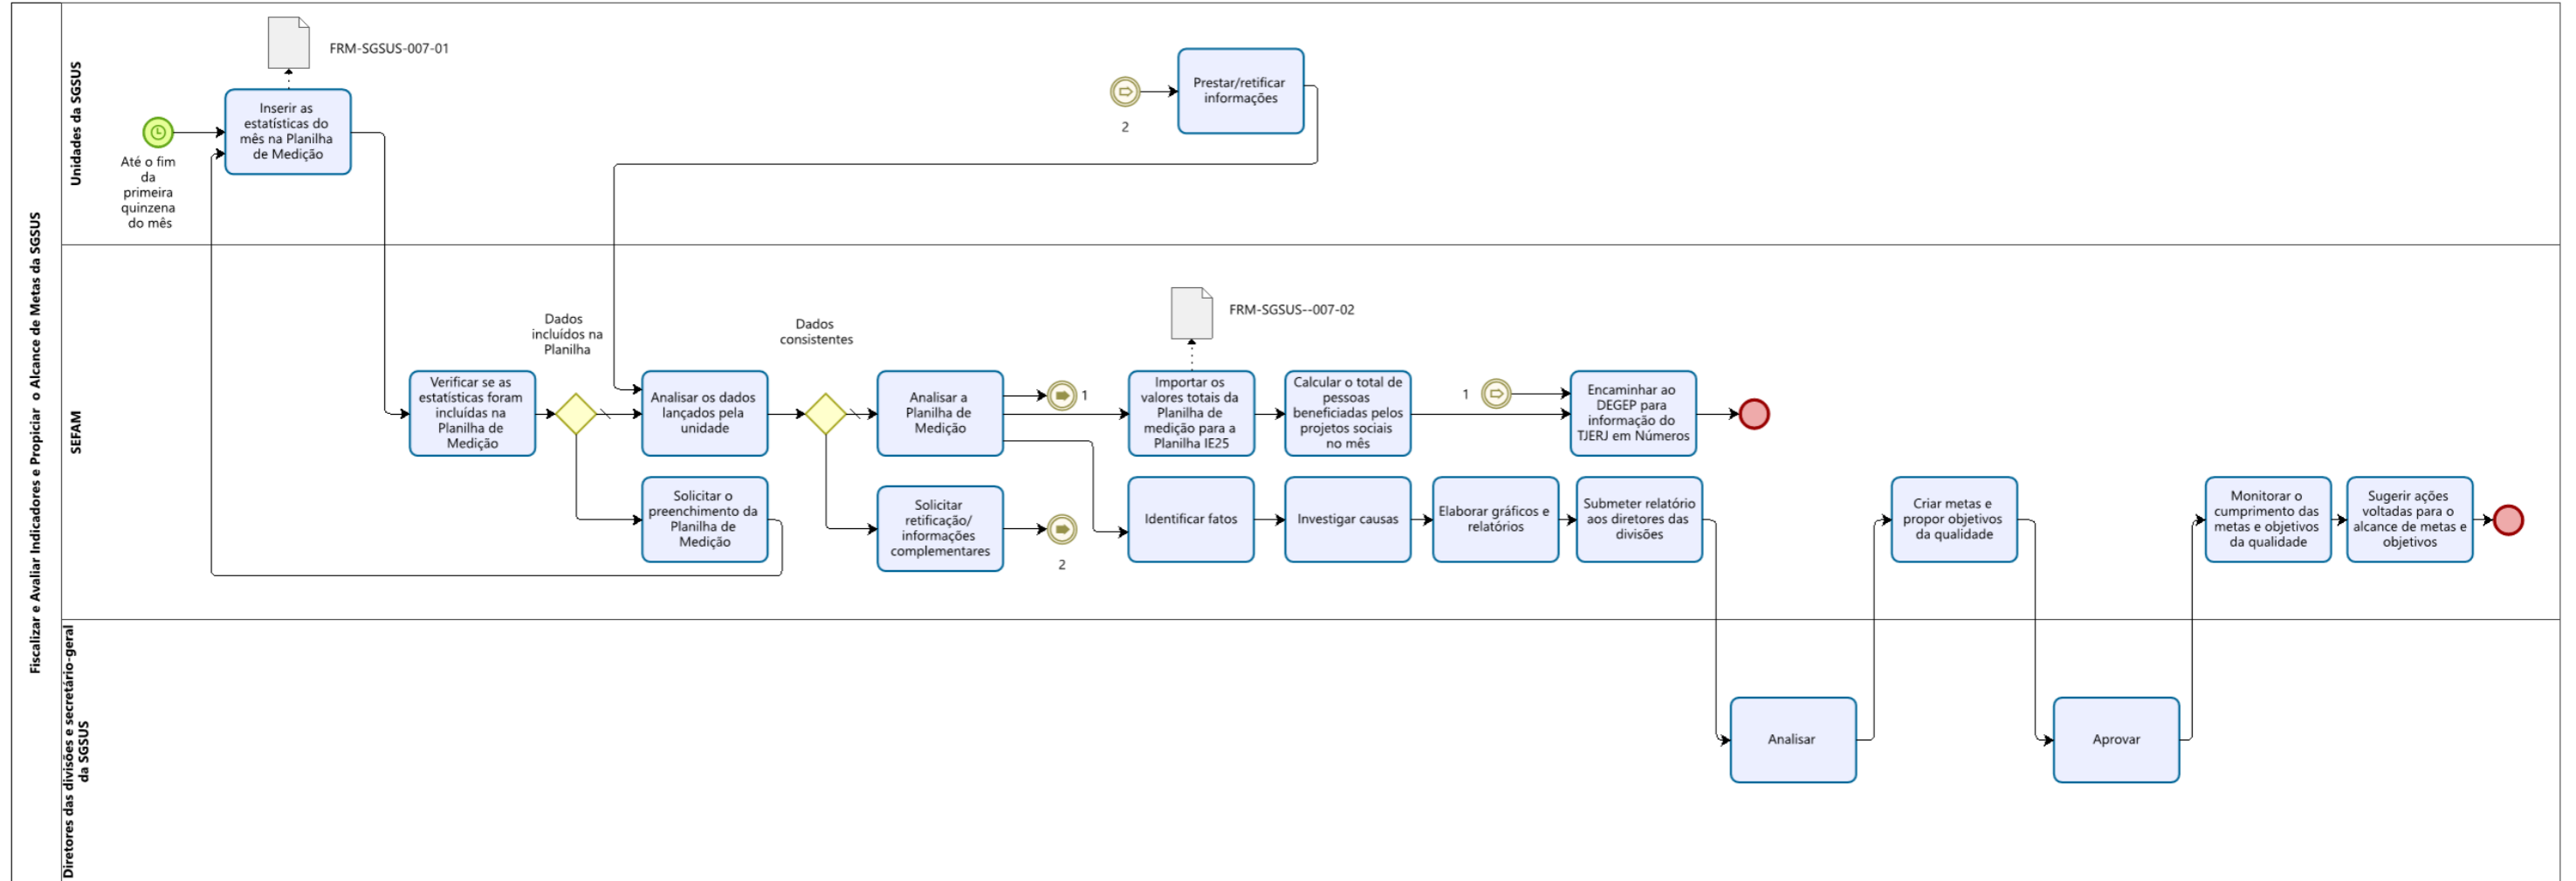 Fiscalizar e Avaliar Indicadores e Propiciar o Alcance de Metas da SGSUS
Unidades da SGSUS
FRM-SGSUS-007-01
Até o fim
da
primeira
quinzena
do mês
Inserir as
estatísticas do
mês na Planilha
de Medição
2
Prestar/retificar
informações
SEFAM
Verificar se as
estatísticas foram
incluídas na
Planilha de
Medição
Dados
incluídos na
Planilha
Analisar os dados
lançados pela
unidade
Solicitar o
preenchimento da
Planilha de
Medição
Dados
consistentes
Analisar a
Planilha de
Medição
1
Solicitar
retificação/
informações
complementares
2
FRM-SGSUS--007-02
Importar os
valores totais da
Planilha de
medição para a
Planilha IE25
Calcular o total de
pessoas
beneficiadas pelos
projetos sociais
no mês
1
Encaminhar ao
DEGEP para
informação do
TJERJ em Números
Identificar fatos
Investigar causas
Elaborar gráficos e
relatórios
Submeter relatório
aos diretores das
divisões
Criar metas e
propor objetivos
da qualidade
Monitorar o
cumprimento das
metas e objetivos
da qualidade
Sugerir ações
voltadas para o
alcance de metas e
objetivos
Diretores das divisões e secretário-geral
da SGSUS
Analisar
Aprovar